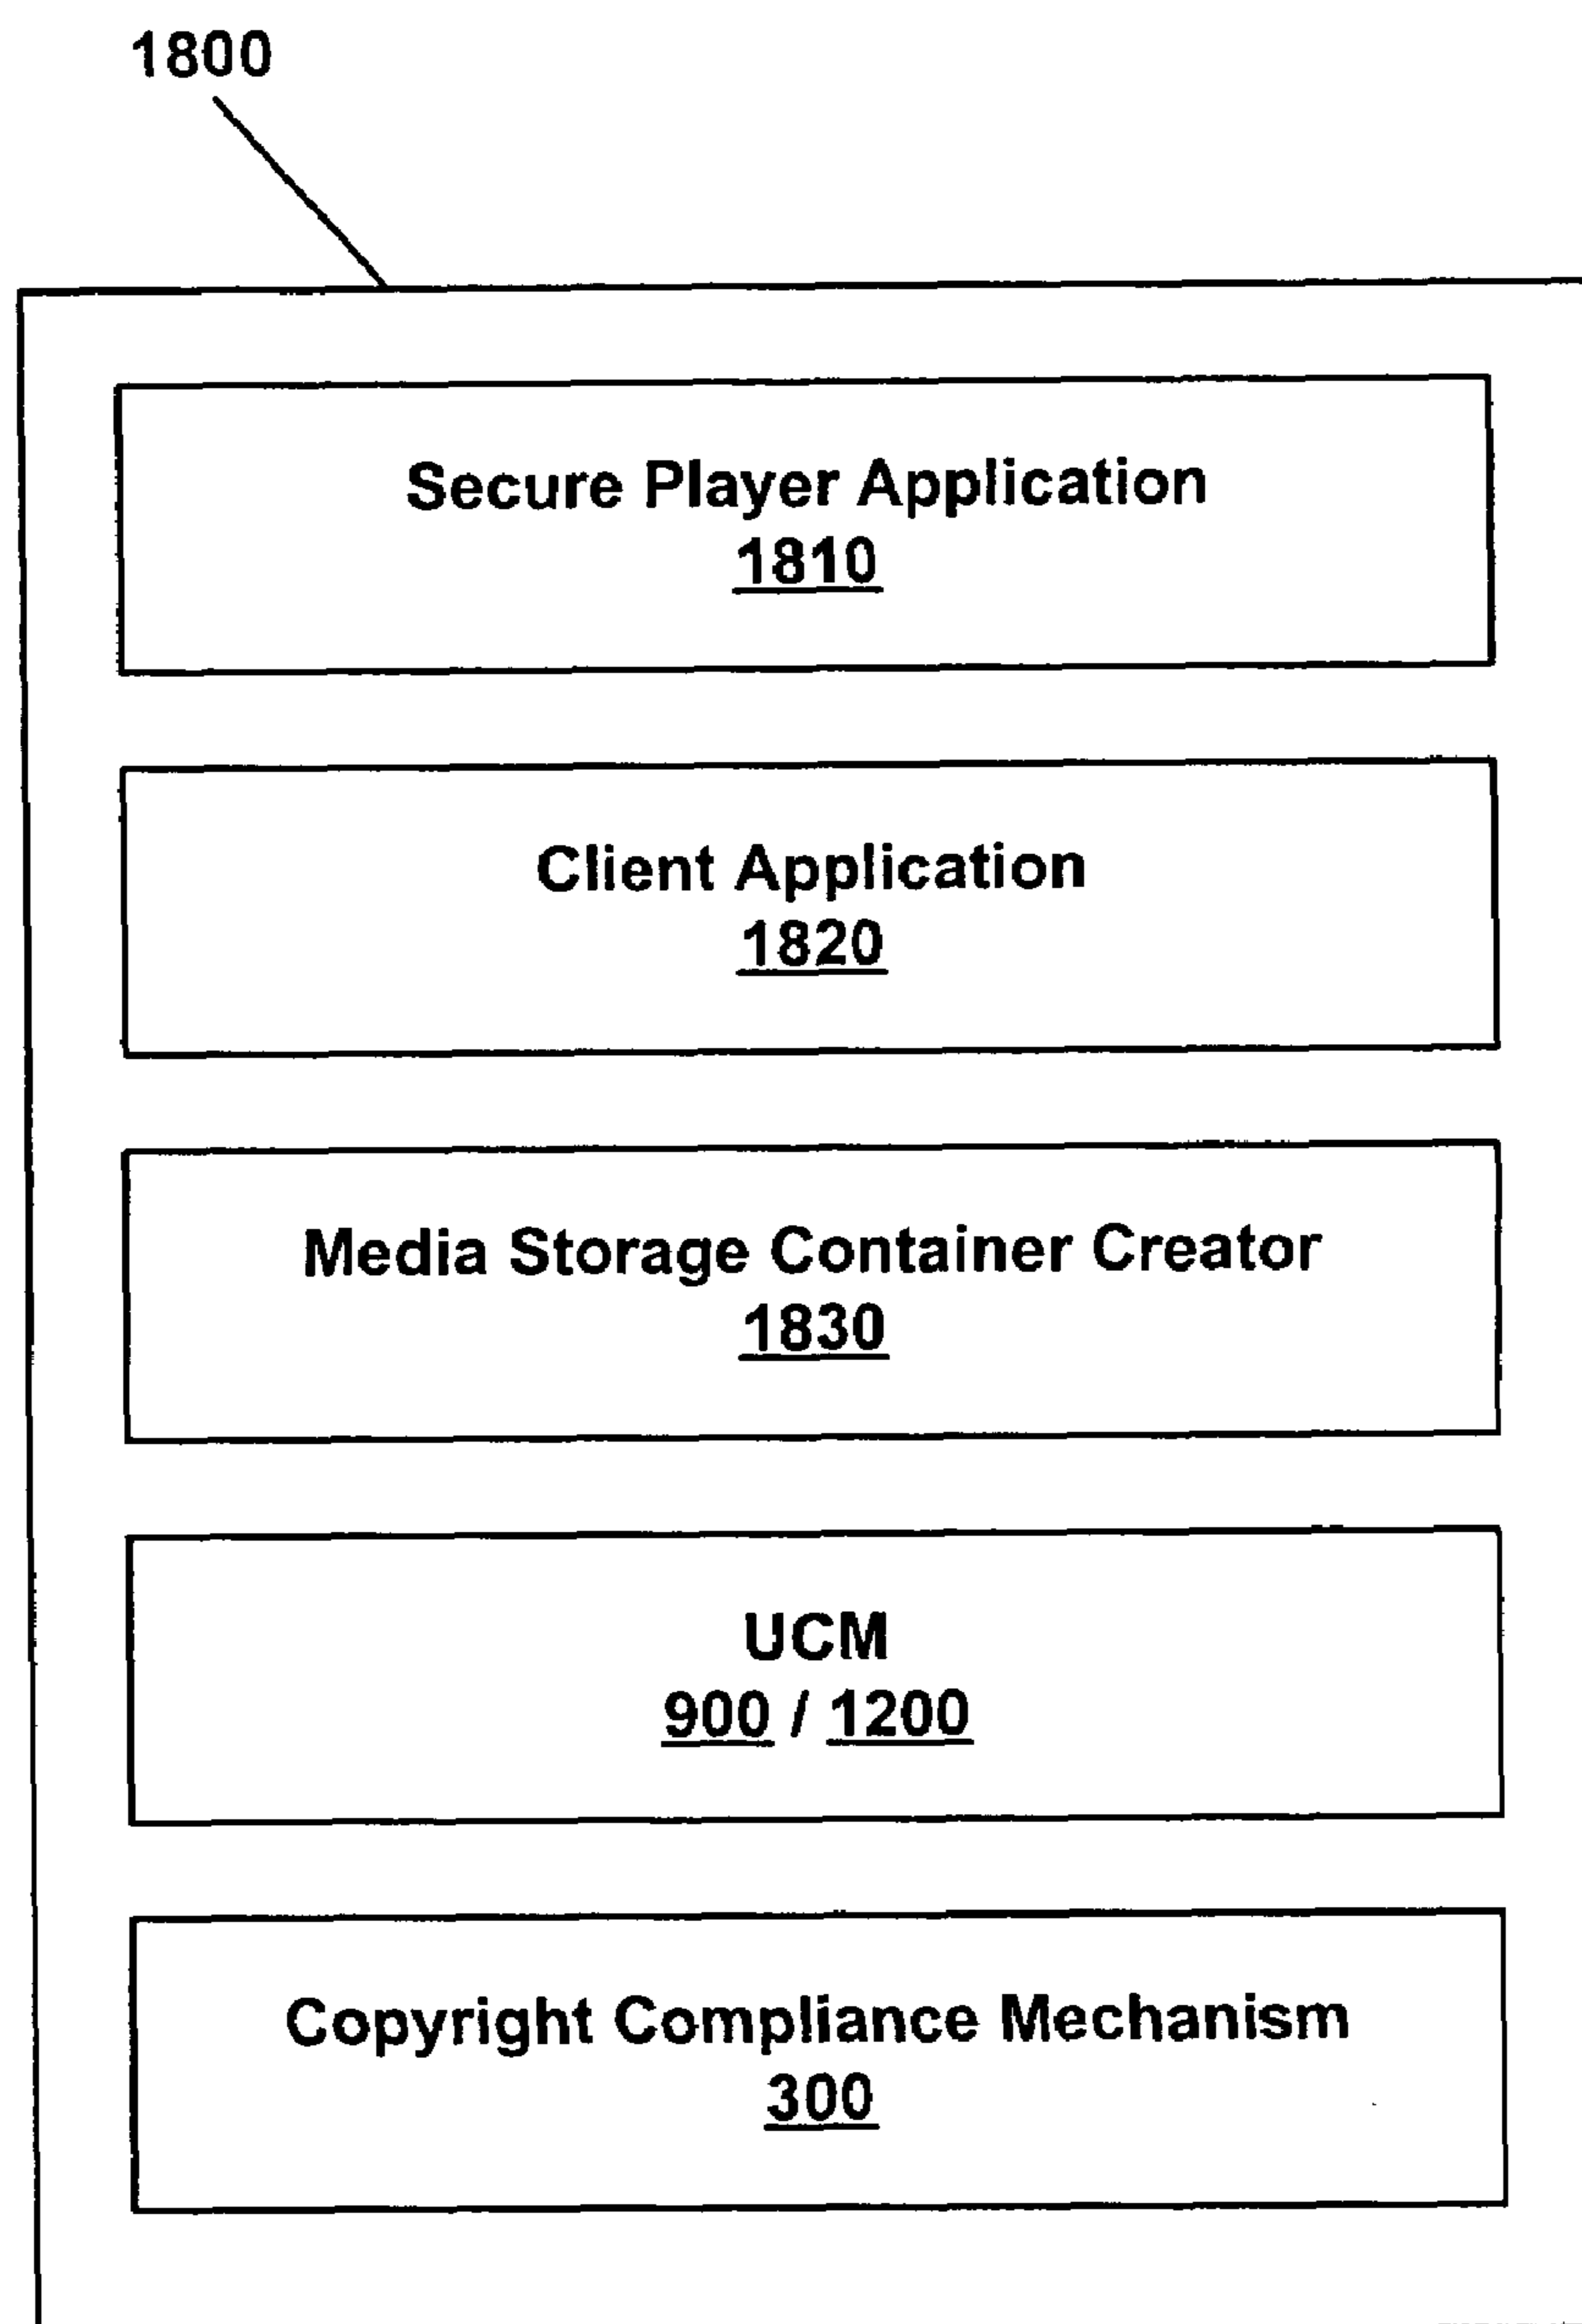 1800
Secure Player Application
1810
Client Application
1820
Media Storage Container Creator
1830
UCM
900 / 1200
Copyright Compliance Mechanism
300